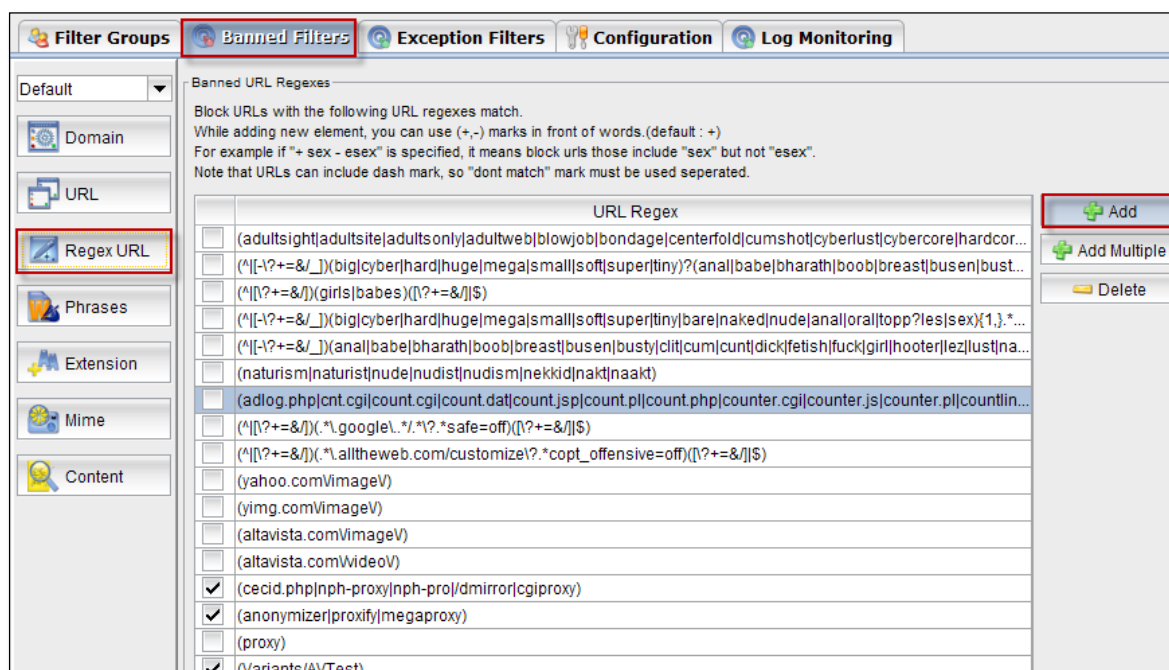 Filter Groups
Banned Filters
Exception Filters
Configuration
Log Monitoring
Default
Domain
URL
Regex URL
Phrases
Extension
Mime
Content
Banned URL Regexes
Block URLs with the following URL regexes match.
While adding new element, you can use (+,-) marks in front of words.(default : +)
For example if "+ sex - esex" is specified, it means block urls those include "sex" but not "esex".
Note that URLs can include dash mark, so "dont match" mark must be used seperated.
URL Regex
(adultsight|adultsite|adultsonly|adultweb|blowjob|bondage|centerfold|cumshot|cyberlust|cybercore|hardcor...
(^|[-\?+=&/_])(big|cyber|hard|huge|mega|small|soft|super|tiny)?(anal|babe|bharath|boob|breast|busen|bust...
(^|[\?+=&/])(girls|babes)([\?+=&/]|$)
(^|[-\?+=&/_])(big|cyber|hard|huge|mega|small|soft|super|tiny|bare|naked|nude|anal|oral|topp?les|sex){1,}.*...
(^|[-\?+=&/_])(anal|babe|bharath|boob|breast|busen|busty|clit|cum|cunt|dick|fetish|fuck|girl|hooter|lez|lust|na...
(naturism|naturist|nude|nudist|nudism|nekkid|nakt|naakt)
(adlog.php|cnt.cgi|count.cgi|count.dat|count.jsp|count.pl|count.php|counter.cgi|counter.js|counter.pl|countlin...
(^|[\?+=&/])(.*\.google\..*/.*\?.*safe=off)([\?+=&/]|$)
(^|[\?+=&/])(.*\.alltheweb.com/customize\?.*copt_offensive=off)([\?+=&/]|$)
(yahoo.com\/image\/)
(yimg.com\/image\/)
(altavista.com\/image\/)
(altavista.com\/video\/)
(cecid.php|nph-proxy|nph-pro|/dmirror|cgiproxy)
(anonymizer|proxify|megaproxy)
(proxy)
(\/ariants/AVTest)
Add
Add Multiple
Delete